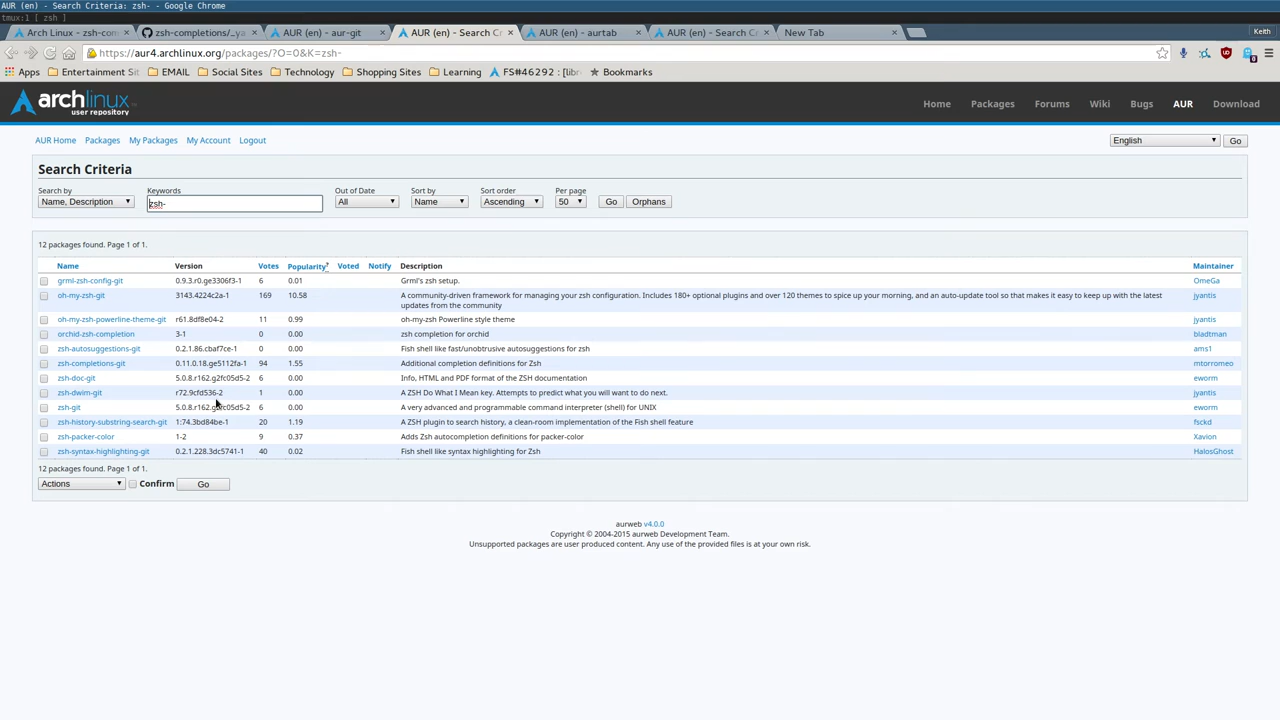 AUR (en) - Search Criteria: zsh- - Google Chrome
tmux:1 [ zsh ]
Arch Linux - zsh-com
zsh-completions/_ya
AUR (en) - aur-git
AUR (en) - Search Cr
AUR (en) - aurtab
AUR (en) - Search C
New Tab
Keith
https://aur4.archlinux.org/packages/?O=0&K=zsh-
Apps Entertainment Sit EMAIL Social Sites Technology Shopping Sites Learning FS#46292 : [libr Bookmarks
archlinux
user repository
Home Packages Forums Wiki Bugs AUR Download
AUR Home Packages My Packages My Account Logout
English Go
Search Criteria
Search by Keywords Out of Date Sort by Sort order Per page
Name, Description zsh- All Name Ascending 50 Go Orphans
12 packages found. Page 1 of 1.
Name Version Votes Popularity? Voted Notify Description Maintainer
grml-zsh-config-git 0.9.3.r0.ge3306f3-1 6 0.01 Grml's zsh setup. OmeGa
oh-my-zsh-git 3143.4224c2a-1 169 10.58 A community-driven framework for managing your zsh configuration. Includes 180+ optional plugins and over 120 themes to spice up your morning, and an auto-update tool so that makes it easy to keep up with the latest jyantis
updates from the community
oh-my-zsh-powerline-theme-git r61.8df8e04-2 11 0.99 oh-my-zsh Powerline style theme jyantis
orchid-zsh-completion 3-1 0 0.00 zsh completion for orchid bladtman
zsh-autosuggestions-git 0.2.1.86.cbaf7ce-1 0 0.00 Fish shell like fast/unobtrusive autosuggestions for zsh ams1
zsh-completions-git 0.11.0.18.ge5112fa-1 94 1.55 Additional completion definitions for Zsh mtorromeo
zsh-doc-git 5.0.8.r162.g2fc05d5-2 6 0.00 Info, HTML and PDF format of the ZSH documentation eworm
zsh-dwim-git r72.9cfd536-2 1 0.00 A ZSH Do What I Mean key. Attempts to predict what you will want to do next. jyantis
zsh-git 5.0.8.r162.g2fc05d5-2 6 0.00 A very advanced and programmable command interpreter (shell) for UNIX eworm
zsh-history-substring-search-git 1:74.3bd84be-1 20 1.19 A ZSH plugin to search history, a clean-room implementation of the Fish shell feature fsckd
zsh-packer-color 1-2 9 0.37 Adds Zsh autocompletion definitions for packer-color Xavion
zsh-syntax-highlighting-git 0.2.1.228.3dc5741-1 40 0.02 Fish shell like syntax highlighting for Zsh HalosGhost
12 packages found. Page 1 of 1.
Actions Confirm Go
aurweb v4.0.0
Copyright © 2004-2015 aurweb Development Team.
Unsupported packages are user produced content. Any use of the provided files is at your own risk.